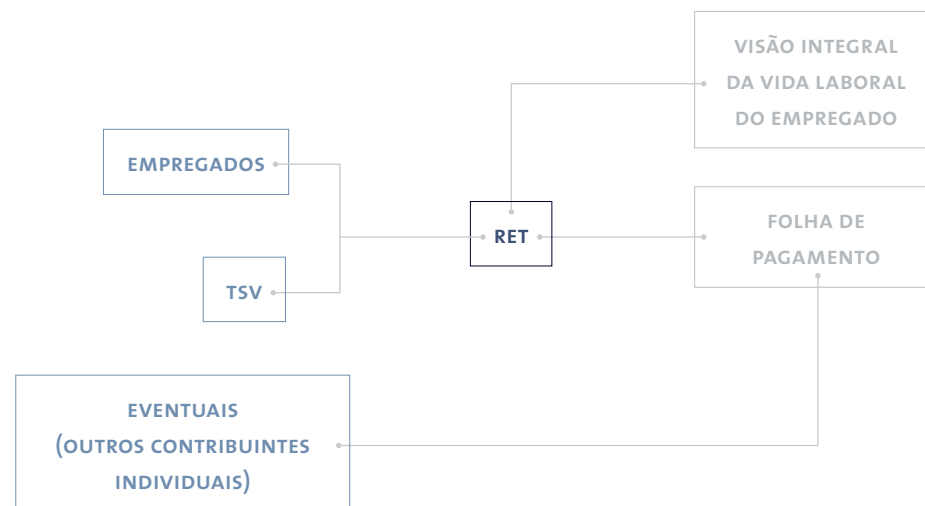 VISÃO INTEGRAL
DA VIDA LABORAL
DO EMPREGADO
EMPREGADOS
RET
FOLHA DE
PAGAMENTO
TSV
EVENTUAIS
(OUTROS CONTRIBUINTES
INDIVIDUAIS)